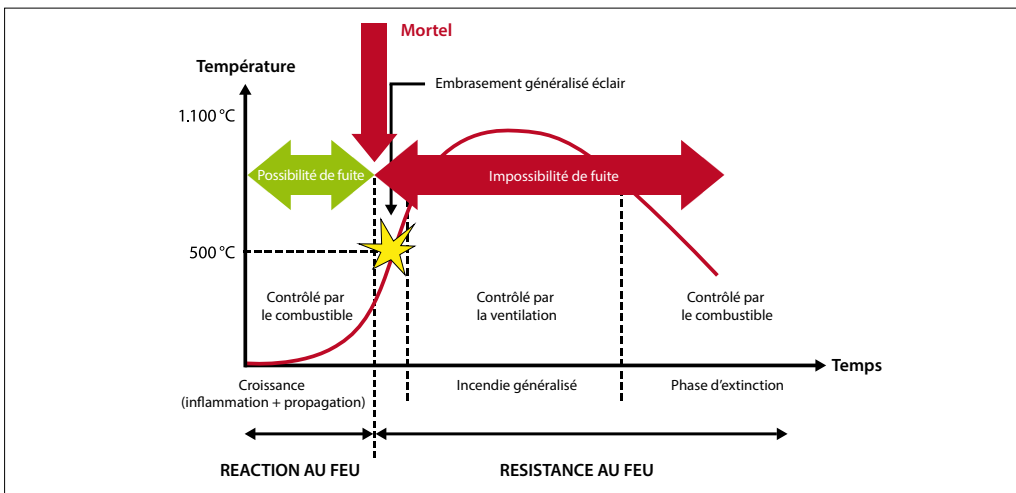 Mortel
Température
Embrasement généralisé éclair
1.100 °C
Possibilité de fuite
Impossibilité de fuite
500 °C
Contrôlé par
le combustible
Contrôlé par
la ventilation
Contrôlé par
le combustible
Temps
Croissance
(inflammation + propagation)
Incendie généralisé
Phase d'extinction
REACTION AU FEU
RESISTANCE AU FEU